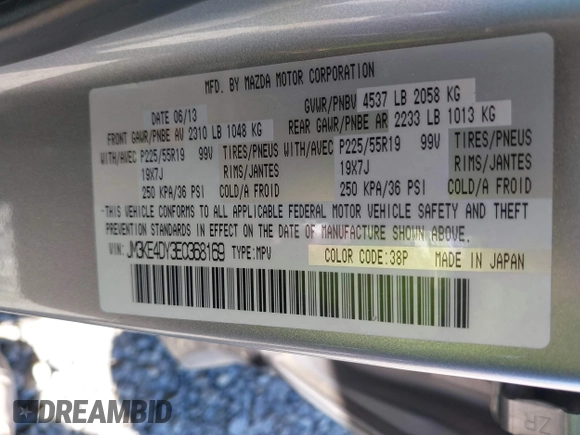 MFD. BY MAZDA MOTOR CORPORATION
DATE 06/13 GVWR/PNBV 4537 LB 2058 KG
FRONT GAWR/PNBE AV 2310 LB 1048 KG REAR GAWR/PNBE AR 2233 LB 1013 KG
WITH/AVEC P225/55R19 99V TIRES/PNEUS WITH/AVEC P225/55R19 99V TIRES/PNEUS
19X7J RIMS/JANTES 19X7J RIMS/JANTES
250 KPA/36 PSI COLD/A FROID 250 KPA/36 PSI COLD/A FROID
THIS VEHICLE CONFORMS TO ALL APPLICABLE FEDERAL MOTOR VEHICLE SAFETY AND THEFT
PREVENTION STANDARDS IN EFFECT ON THE DATE OF MANUFACTURE SHOWN ABOVE.
VIN: JM3KE4DY3E0368169 TYPE:MPV COLOR CODE:38P MADE IN JAPAN
ZR
DREAMBID